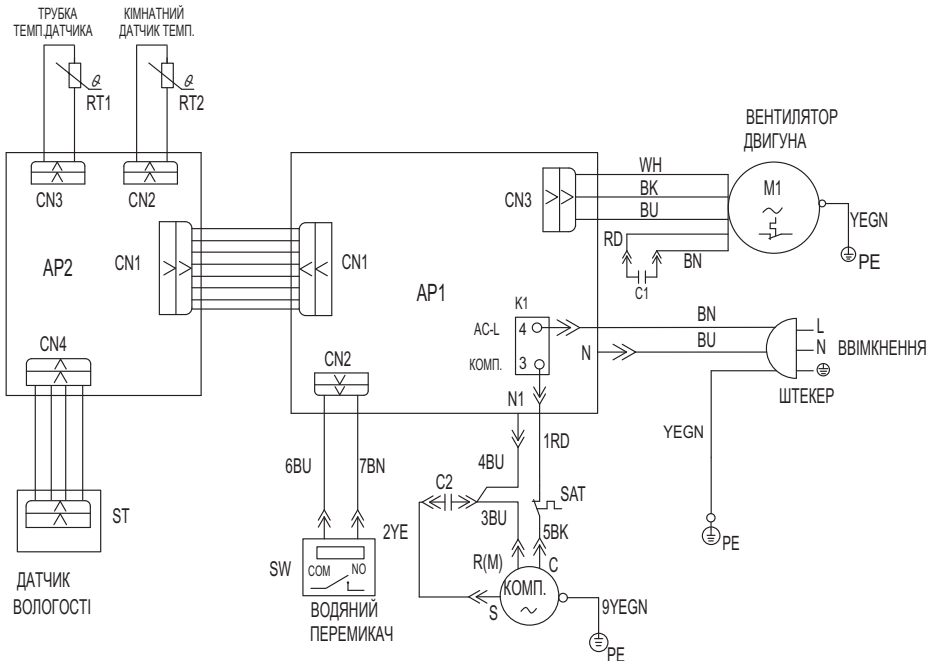 ТРУБКА
ТЕМП.ДАТЧИКА
КІМНАТНИЙ
ДАТЧИК ТЕМП.
θ
RT1
θ
RT2
CN3
CN2
AP2
CN1
CN4
ST
ДАТЧИК
ВОЛОГОСТІ
CN1
AP1
CN3
WH
BK
BU
RD
BN
C1
ВЕНТИЛЯТОР
ДВИГУНА
M1
YEGN
PE
K1
AC-L
4
КОМП.
3
N
BN
BU
L
N
ВВІМКНЕННЯ
ШТЕКЕР
YEGN
PE
CN2
6BU
7BN
SW
COM
NO
ВОДЯНИЙ
ПЕРЕМИКАЧ
N1
4BU
1RD
C2
3BU
2YE
SAT
5BK
R(M)
C
S
КОМП.
9YEGN
PE